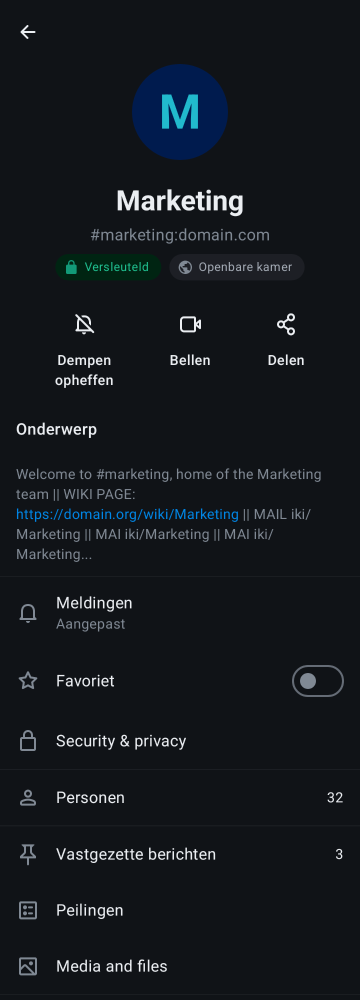 M
Marketing
#marketing:domain.com
Versleuteld
Openbare kamer
Dempen
opheffen
Bellen
Delen
Onderwerp
Welcome to #marketing, home of the Marketing
team || WIKI PAGE:
https://domain.org/wiki/Marketing || MAIL iki/
Marketing || MAI iki/Marketing || MAI iki/
Marketing...
Meldingen
Aangepast
Favoriet
Security & privacy
Personen 32
Vastgezette berichten 3
Peilingen
Media and files